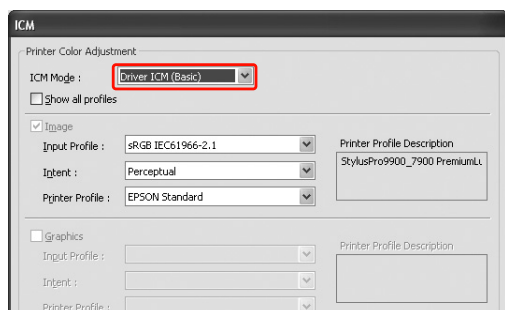 ICM
Printer Color Adjustment
ICM Mode : Driver ICM (Basic)
Show all profiles
Image
Input Profile : sRGB IEC61966-2.1
Intent : Perceptual
Printer Profile : EPSON Standard
Printer Profile Description
StylusPro9900_7900 PremiumLu
Graphics
Input Profile :
Intent :
Printer Profile :
Printer Profile Description